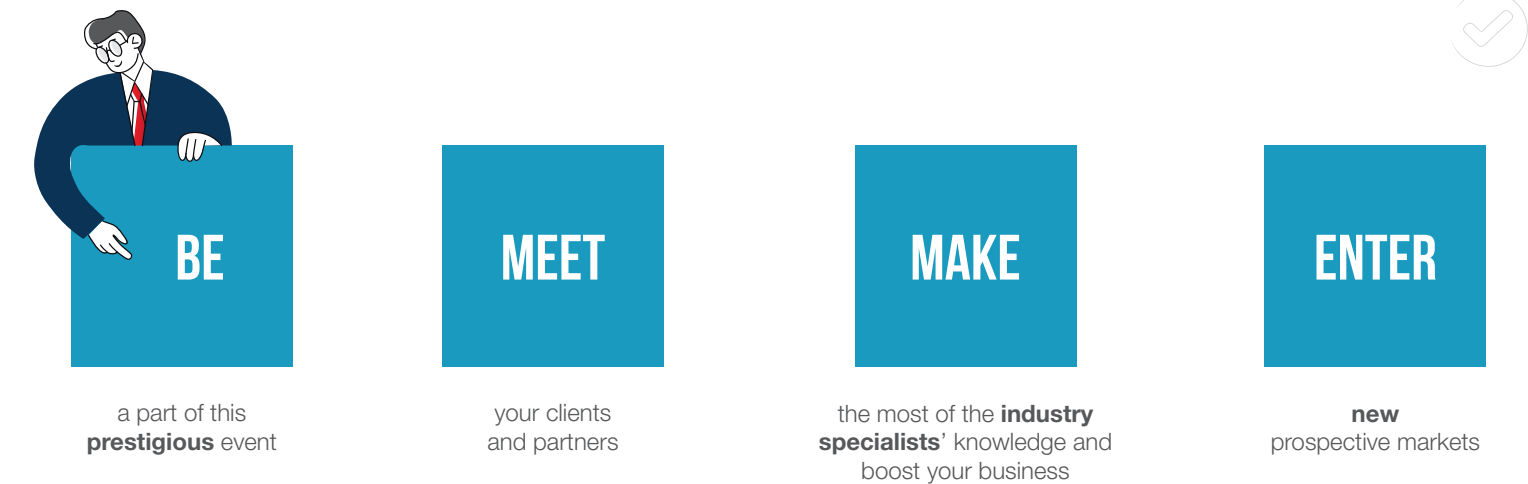 BE
a part of this
prestigious event
MEET
your clients
and partners
MAKE
the most of the industry
specialists’ knowledge and
boost your business
ENTER
new
prospective markets